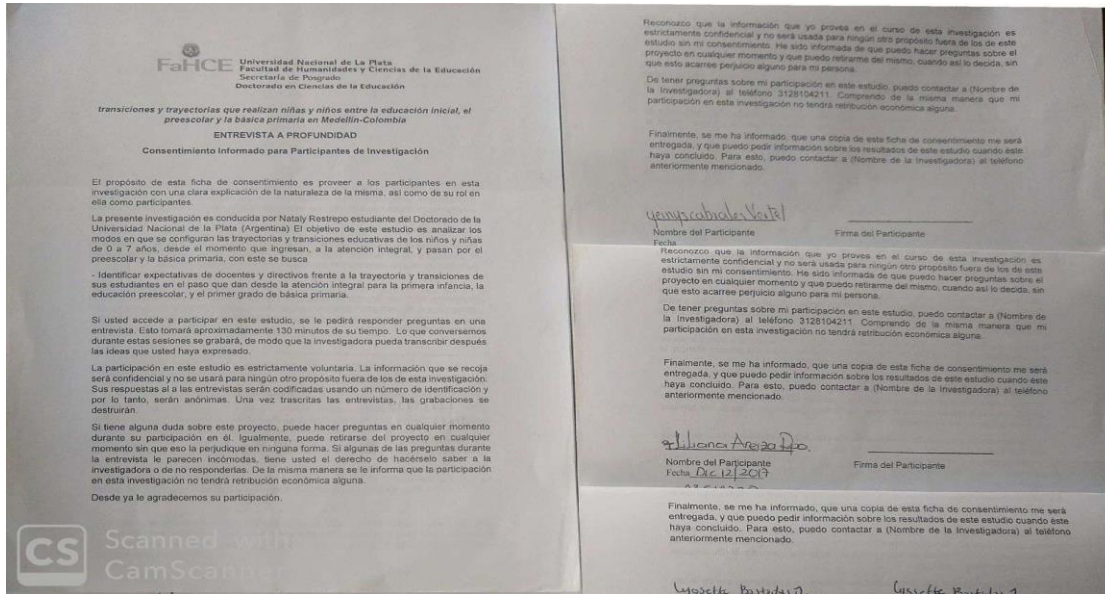 FaHCE
Universidad Nacional de La Plata
Facultad de Humanidades y Ciencias de la Educación
Secretaría de Posgrado
Doctorado en Ciencias de la Educación
transiciones y trayectorias que realizan niñas y niños entre la educación inicial, el
preescolar y la básica primaria en Medellín-Colombia
ENTREVISTA A PROFUNDIDAD
Consentimiento Informado para Participantes de Investigación
El propósito de esta ficha de consentimiento es proveer a los participantes en esta
investigación con una clara explicación de la naturaleza de la misma, así como de su rol en
ella como participantes.
La presente investigación es conducida por Nataly Restrepo estudiante del Doctorado de la
Universidad Nacional de la Plata (Argentina) El objetivo de este estudio es analizar los
modos en que se configuran las trayectorias y transiciones educativas de los niños y niñas
de 0 a 7 años, desde el momento que ingresan, a la atención integral, y pasan por el
preescolar y la básica primaria, con este se busca
- Identificar expectativas de docentes y directivos frente a la trayectoria y transiciones de
sus estudiantes en el paso que dan desde la atención integral para la primera infancia, la
educación preescolar, y el primer grado de básica primaria.
Si usted accede a participar en este estudio, se le pedirá responder preguntas en una
entrevista. Esto tomará aproximadamente 130 minutos de su tiempo. Lo que conversemos
durante estas sesiones se grabará, de modo que la investigadora pueda transcribir después
las ideas que usted haya expresado.
La participación en este estudio es estrictamente voluntaria. La información que se recoja
será confidencial y no se usará para ningún otro propósito fuera de los de esta investigación.
Sus respuestas al a las entrevistas serán codificadas usando un número de identificación y
por lo tanto, serán anónimas. Una vez trascritas las entrevistas, las grabaciones se
destruirán.
Si tiene alguna duda sobre este proyecto, puede hacer preguntas en cualquier momento
durante su participación en él. Igualmente, puede retirarse del proyecto en cualquier
momento sin que eso la perjudique en ninguna forma. Si algunas de las preguntas durante
la entrevista le parecen incómodas, tiene usted el derecho de hacérselo saber a la
investigadora o de no responderlas. De la misma manera se le informa que la participación
en esta investigación no tendrá retribución económica alguna.
Desde ya le agradecemos su participación.
CS Scanned with
CamScanner
Reconozco que la información que yo provea en el curso de esta investigación es
estrictamente confidencial y no será usada para ningún otro propósito fuera de los de este
estudio sin mi consentimiento. He sido informada de que puedo hacer preguntas sobre el
proyecto en cualquier momento y que puedo retirarme del mismo, cuando así lo decida, sin
que esto acarree perjuicio alguno para mi persona.
De tener preguntas sobre mi participación en este estudio, puedo contactar a (Nombre de
la Investigadora) al teléfono 3128104211. Comprendo de la misma manera que mi
participación en esta investigación no tendrá retribución económica alguna.
Finalmente, se me ha informado, que una copia de esta ficha de consentimiento me será
entregada, y que puedo pedir información sobre los resultados de este estudio cuando éste
haya concluido. Para esto, puedo contactar a (Nombre de la Investigadora) al teléfono
anteriormente mencionado.
yenys cabrales
Nombre del Participante Firma del Participante
Fecha
Reconozco que la información que yo provea en el curso de esta investigación es
estrictamente confidencial y no será usada para ningún otro propósito fuera de los de este
estudio sin mi consentimiento. He sido informada de que puedo hacer preguntas sobre el
proyecto en cualquier momento y que puedo retirarme del mismo, cuando así lo decida, sin
que esto acarree perjuicio alguno para mi persona.
De tener preguntas sobre mi participación en este estudio, puedo contactar a (Nombre de
la Investigadora) al teléfono 3128104211. Comprendo de la misma manera que mi
participación en esta investigación no tendrá retribución económica alguna.
Finalmente, se me ha informado, que una copia de esta ficha de consentimiento me será
entregada, y que puedo pedir información sobre los resultados de este estudio cuando éste
haya concluido. Para esto, puedo contactar a (Nombre de la Investigadora) al teléfono
anteriormente mencionado.
Liliana
Nombre del Participante Firma del Participante
Fecha Dic 12/2017
Finalmente, se me ha informado, que una copia de esta ficha de consentimiento me será
entregada, y que puedo pedir información sobre los resultados de este estudio cuando éste
haya concluido. Para esto, puedo contactar a (Nombre de la Investigadora) al teléfono
anteriormente mencionado.